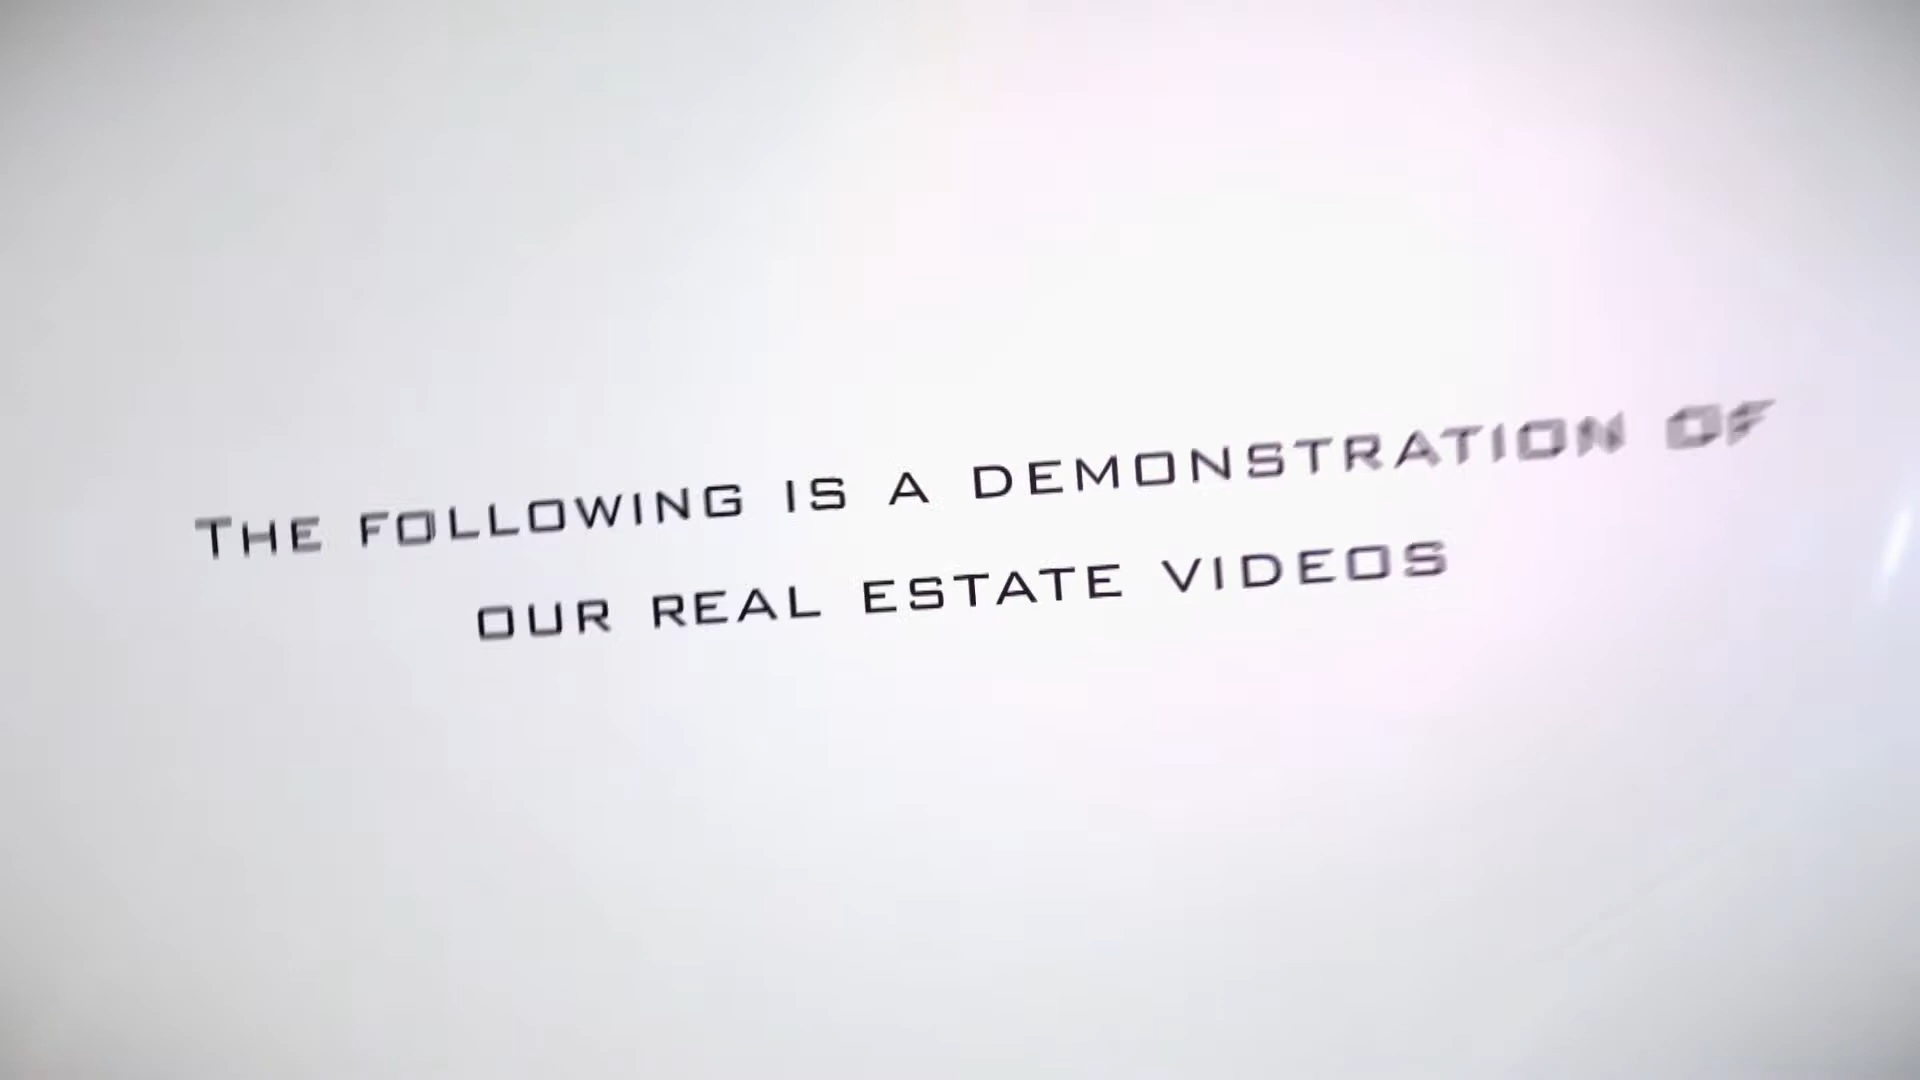 The following is a demonstration of
our real estate videos